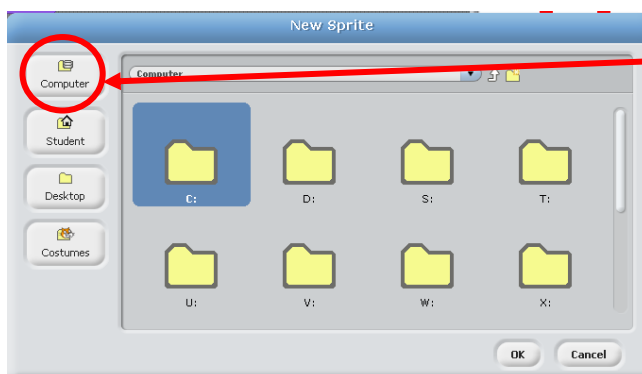 New Sprite
Computer
Computer
Student
Desktop
Costumes
C:
D:
S:
T:
U:
V:
W:
X:
OK
Cancel